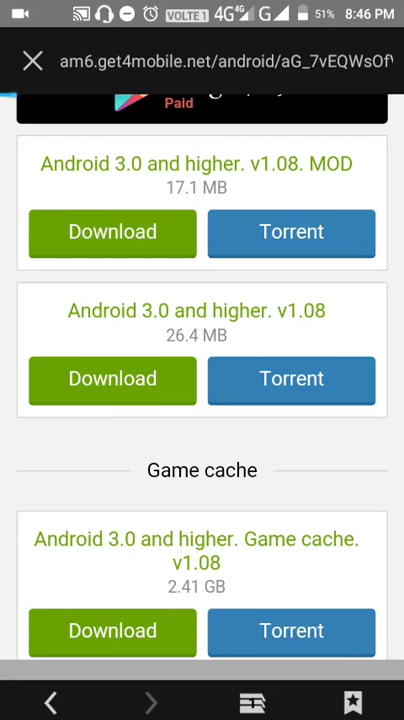 VOLTE 1 4G 4G G 51% 8:46 PM
am6.get4mobile.net/android/aG_7vEQWsOf
Paid
Android 3.0 and higher. v1.08. MOD
17.1 MB
Download Torrent
Android 3.0 and higher. v1.08
26.4 MB
Download Torrent
Game cache
Android 3.0 and higher. Game cache.
v1.08
2.41 GB
Download Torrent